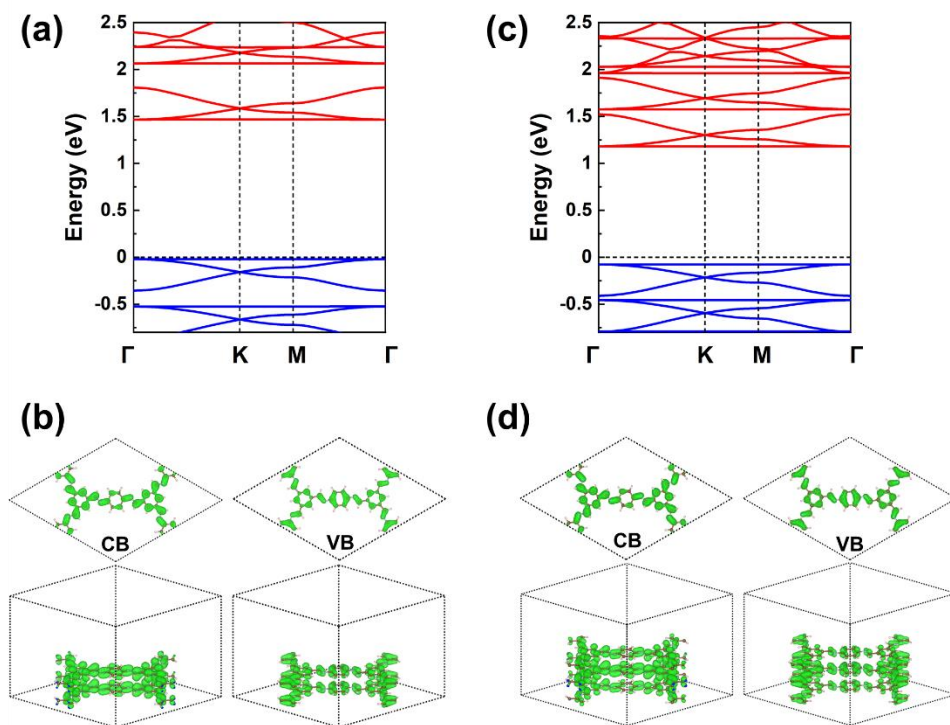 (a)
2.5
2
1.5
1
0.5
0
-0.5
Energy (eV)
Γ K M Γ
(c)
2.5
2
1.5
1
0.5
0
-0.5
Energy (eV)
Γ K M Γ
(b)
CB VB
(d)
CB VB